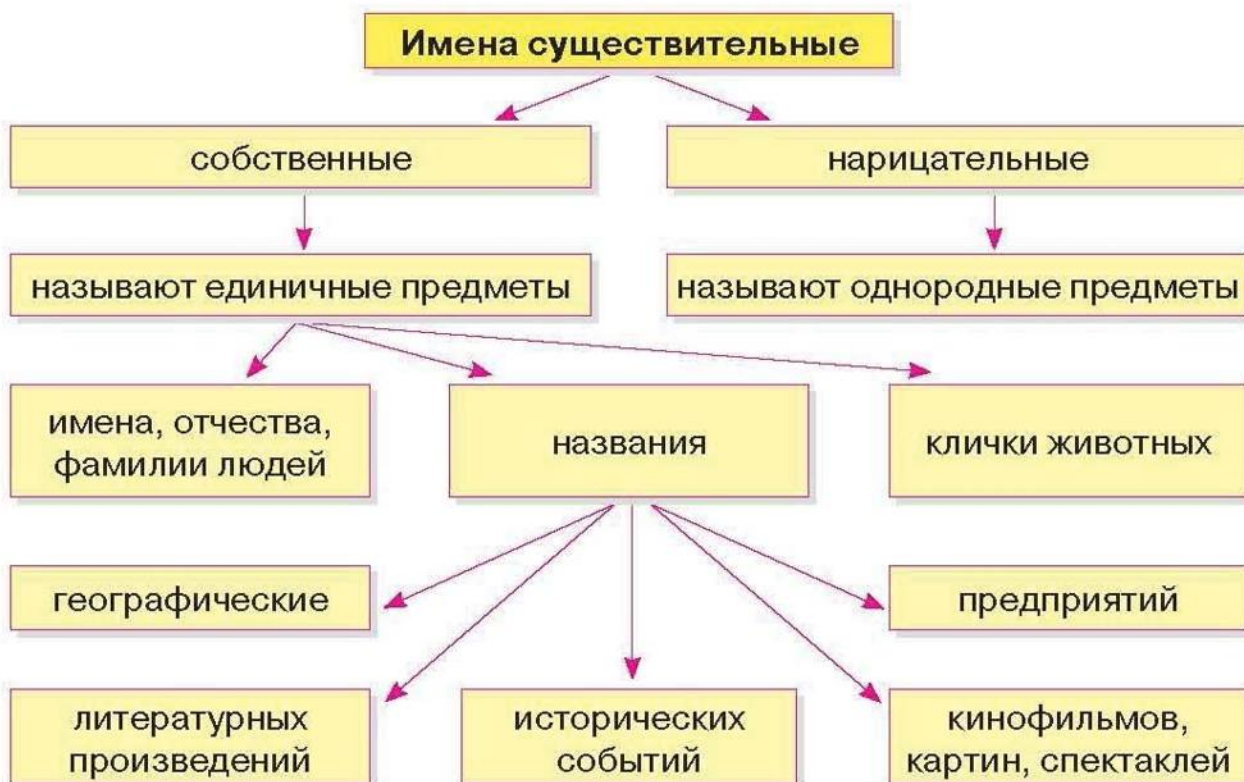 Имена существительные
собственные
нарицательные
называют единичные предметы
называют однородные предметы
имена, отчества,
фамилии людей
названия
клички животных
географические
предприятий
литературных
произведений
исторических
событий
кинофильмов,
картин, спектаклей